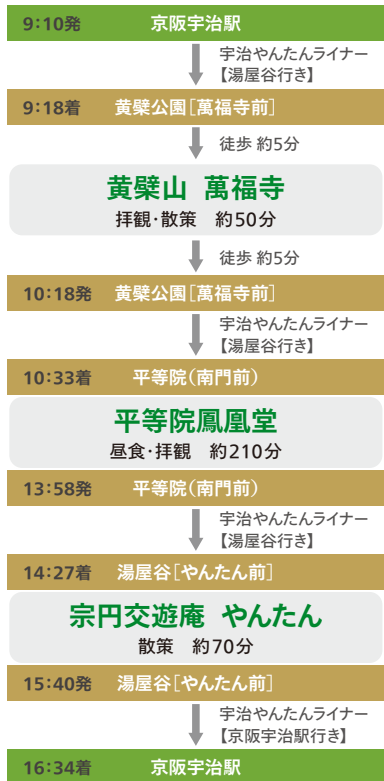 9:10発 京阪宇治駅
宇治やんたんライナー
【湯屋谷行き】
9:18着 黄檗公園[萬福寺前]
徒歩 約5分
黄檗山 萬福寺
拝観・散策 約50分
徒歩 約5分
10:18発 黄檗公園[萬福寺前]
宇治やんたんライナー
【湯屋谷行き】
10:33着 平等院(南門前)
平等院鳳凰堂
昼食・拝観 約210分
13:58発 平等院(南門前)
宇治やんたんライナー
【湯屋谷行き】
14:27着 湯屋谷[やんたん前]
宗円交遊庵 やんたん
散策 約70分
15:40発 湯屋谷[やんたん前]
宇治やんたんライナー
【京阪宇治駅行き】
16:34着 京阪宇治駅